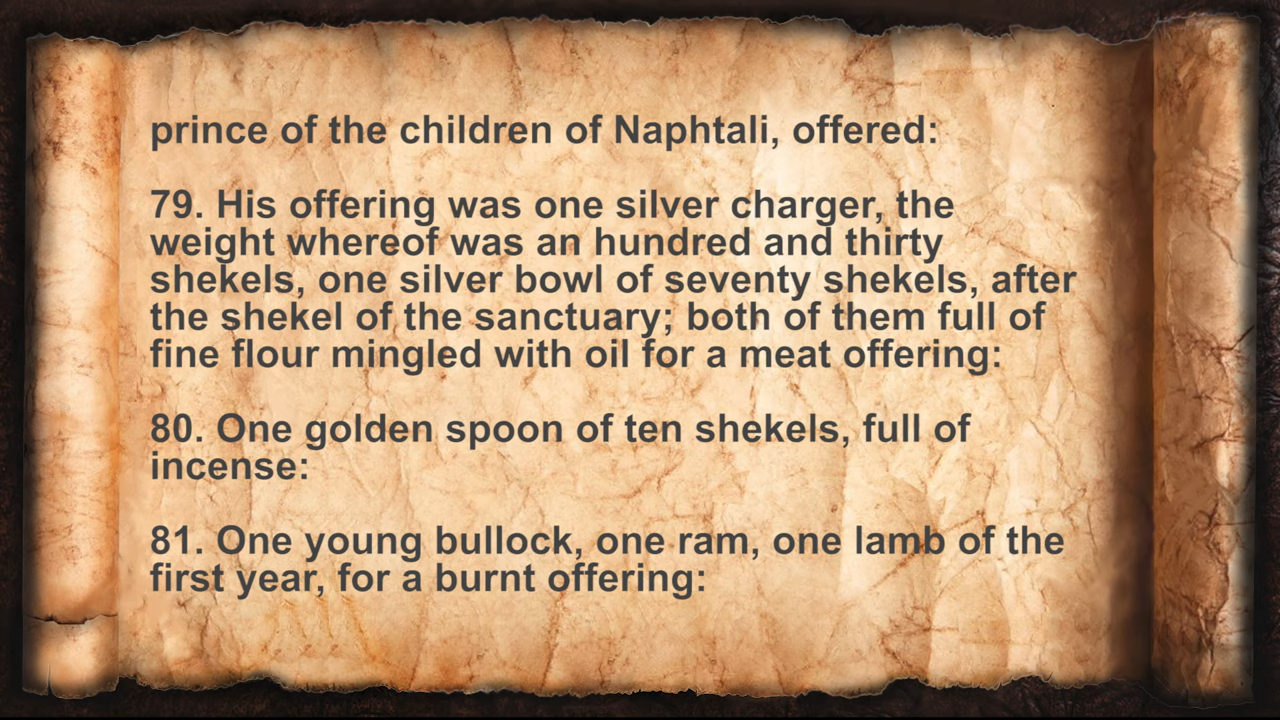 prince of the children of Naphtali, offered:
79. His offering was one silver charger, the
weight whereof was an hundred and thirty
shekels, one silver bowl of seventy shekels, after
the shekel of the sanctuary; both of them full of
fine flour mingled with oil for a meat offering:
80. One golden spoon of ten shekels, full of
incense:
81. One young bullock, one ram, one lamb of the
first year, for a burnt offering: